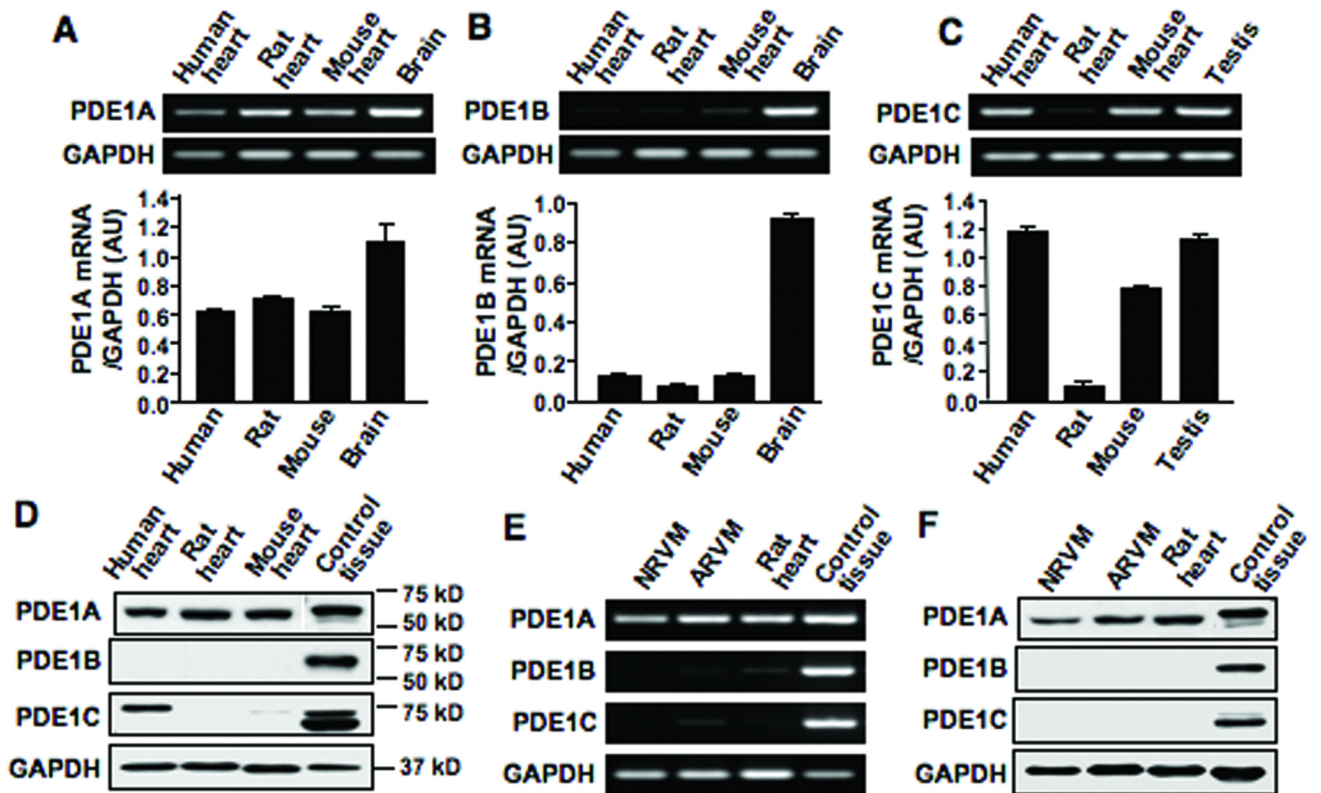 A
Human heart
Rat heart
Mouse heart
Brain
PDE1A
GAPDH
PDE1A mRNA
/GAPDH (AU)
1.4
1.2
1.0
0.8
0.6
0.4
0.2
0.0
Human
Rat
Mouse
Brain
B
Human heart
Rat heart
Mouse heart
Brain
PDE1B
GAPDH
PDE1B mRNA
/GAPDH (AU)
1.0
0.8
0.6
0.4
0.2
0.0
Human
Rat
Mouse
Brain
C
Human heart
Rat heart
Mouse heart
Testis
PDE1C
GAPDH
PDE1C mRNA
/GAPDH (AU)
1.4
1.2
1.0
0.8
0.6
0.4
0.2
0.0
Human
Rat
Mouse
Testis
D
Human heart
Rat heart
Mouse heart
Control tissue
PDE1A
75 kD
50 kD
PDE1B
75 kD
50 kD
PDE1C
75 kD
GAPDH
37 kD
E
NRVM
ARVM
Rat heart
Control tissue
PDE1A
PDE1B
PDE1C
GAPDH
F
NRVM
ARVM
Rat heart
Control tissue
PDE1A
PDE1B
PDE1C
GAPDH